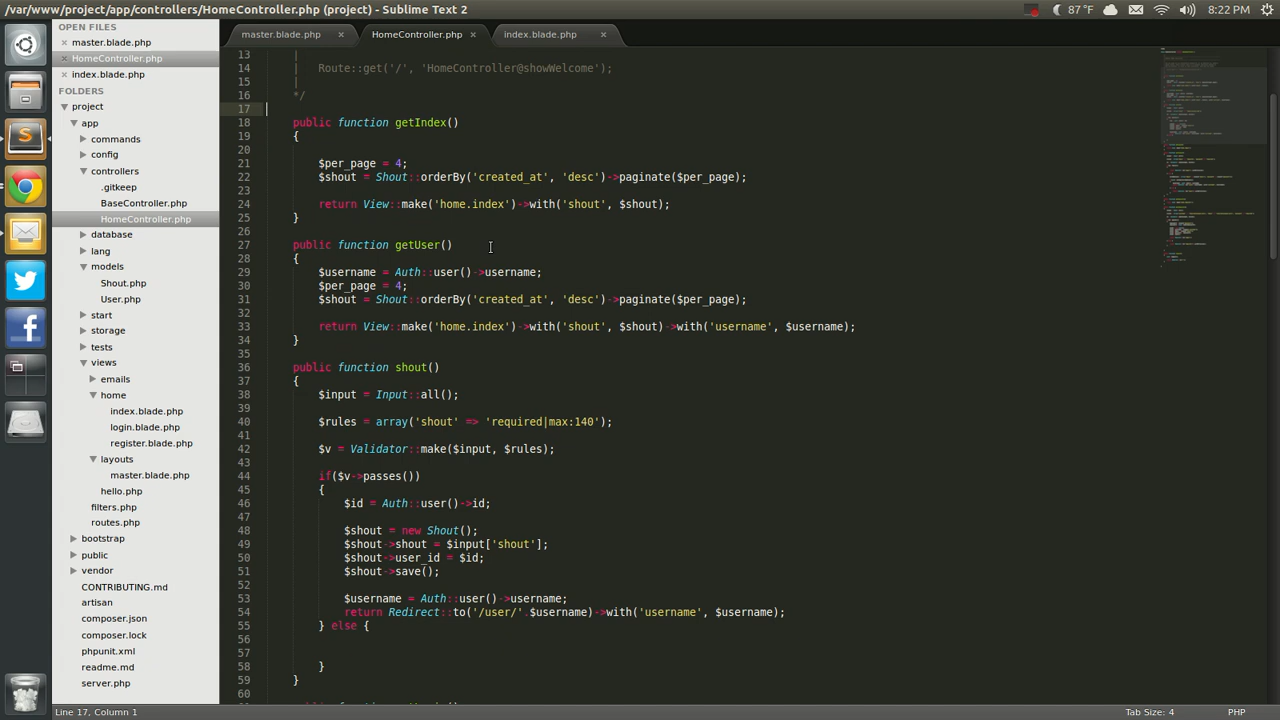 /var/www/project/app/controllers/HomeController.php (project) - Sublime Text 2
87 °F
8:22 PM
OPEN FILES
master.blade.php
HomeController.php
index.blade.php
FOLDERS
project
app
commands
config
controllers
.gitkeep
BaseController.php
HomeController.php
database
lang
models
Shout.php
User.php
start
storage
tests
views
emails
home
index.blade.php
login.blade.php
register.blade.php
layouts
master.blade.php
hello.php
filters.php
routes.php
bootstrap
public
vendor
CONTRIBUTING.md
artisan
composer.json
composer.lock
phpunit.xml
readme.md
server.php
master.blade.php
HomeController.php
index.blade.php
13 |
14 | Route::get('/', 'HomeController@showWelcome');
15 |
16 */
17
18 public function getIndex()
19 {
20
21 $per_page = 4;
22 $shout = Shout::orderBy('created_at', 'desc')->paginate($per_page);
23
24 return View::make('home.index')->with('shout', $shout);
25 }
26
27 public function getUser()
28 {
29 $username = Auth::user()->username;
30 $per_page = 4;
31 $shout = Shout::orderBy('created_at', 'desc')->paginate($per_page);
32
33 return View::make('home.index')->with('shout', $shout)->with('username', $username);
34 }
35
36 public function shout()
37 {
38 $input = Input::all();
39
40 $rules = array('shout' => 'required|max:140');
41
42 $v = Validator::make($input, $rules);
43
44 if($v->passes())
45 {
46 $id = Auth::user()->id;
47
48 $shout = new Shout();
49 $shout->shout = $input['shout'];
50 $shout->user_id = $id;
51 $shout->save();
52
53 $username = Auth::user()->username;
54 return Redirect::to('/user/'.$username)->with('username', $username);
55 } else {
56
57
58 }
59 }
60
Line 17, Column 1
Tab Size: 4
PHP